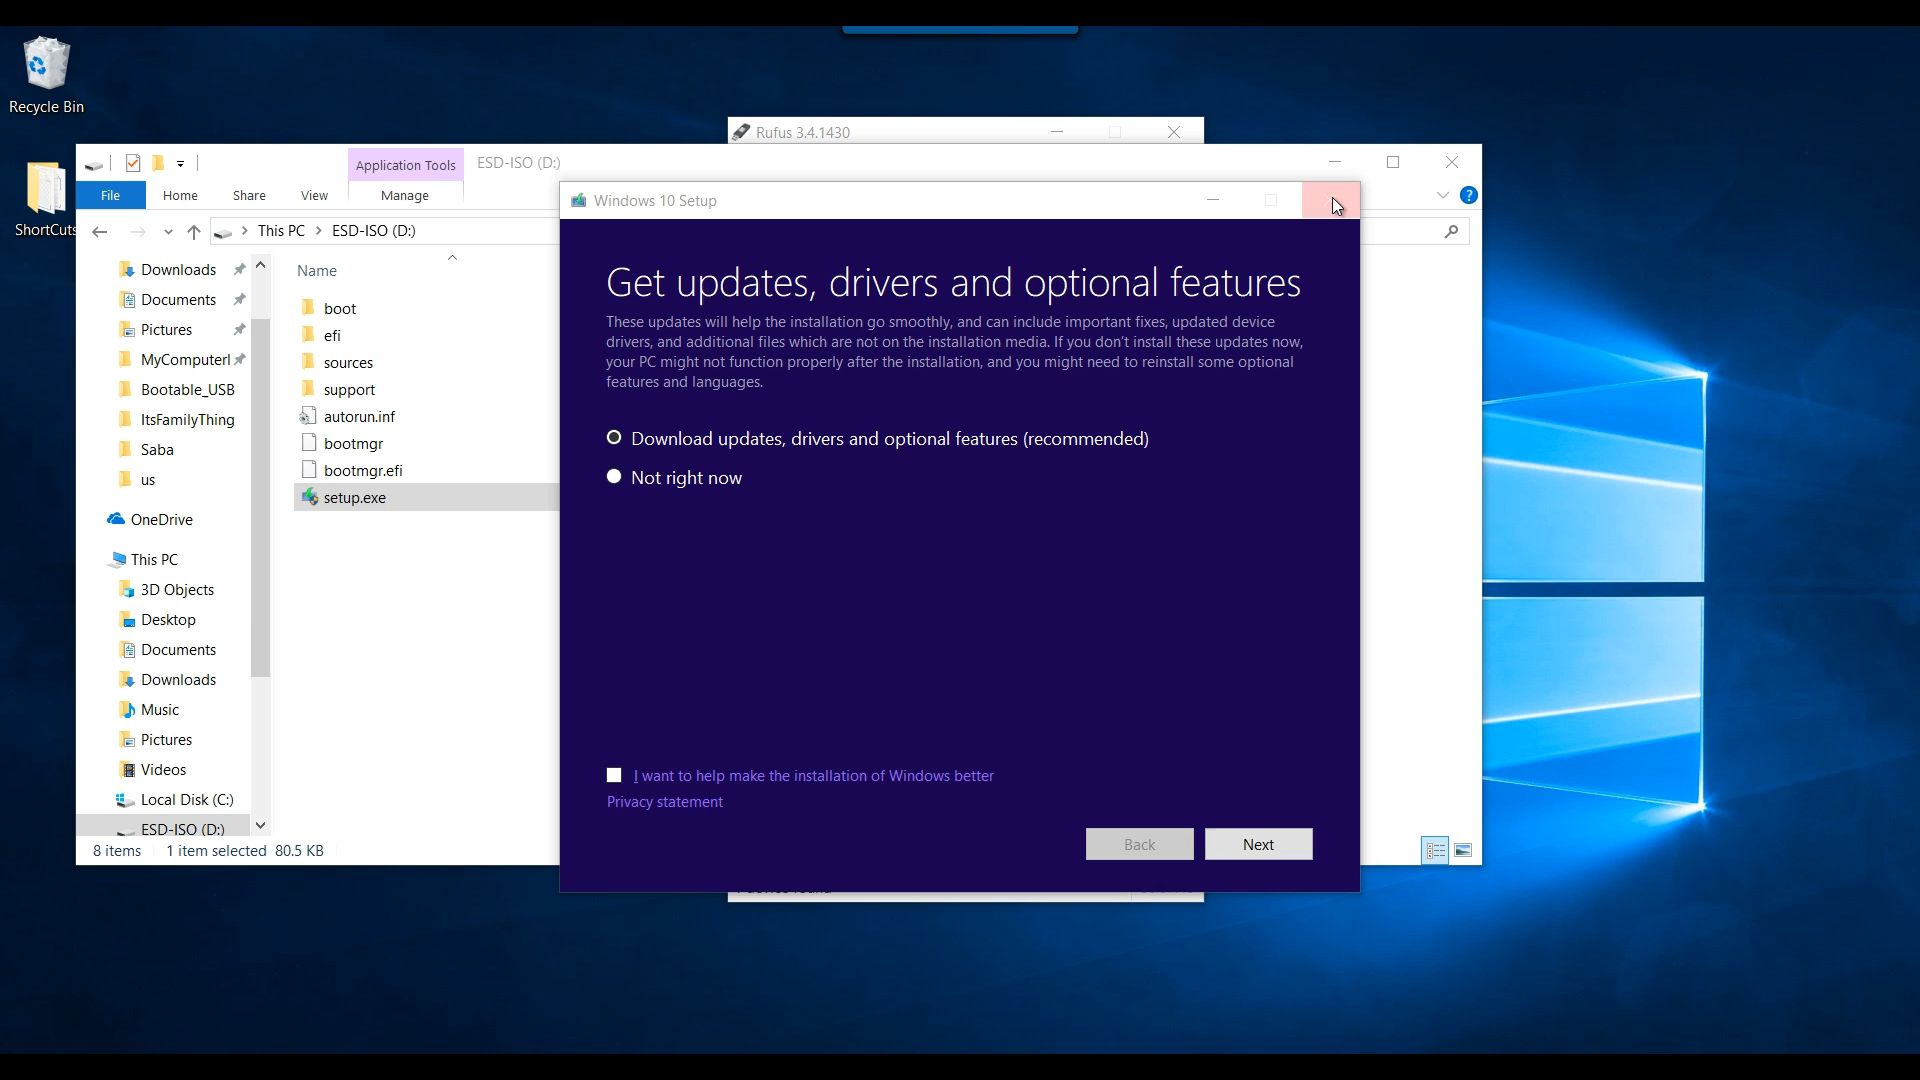 Recycle Bin
ShortCuts
Rufus 3.4.1430
Application Tools
ESD-ISO (D:)
File
Home
Share
View
Manage
This PC
ESD-ISO (D:)
Downloads
Documents
Pictures
MyComputerI
Bootable_USB
ItsFamilyThing
Saba
us
OneDrive
This PC
3D Objects
Desktop
Documents
Downloads
Music
Pictures
Videos
Local Disk (C:)
ESD-ISO (D:)
Name
boot
efi
sources
support
autorun.inf
bootmgr
bootmgr.efi
setup.exe
8 items 1 item selected 80.5 KB
Windows 10 Setup
Get updates, drivers and optional features
These updates will help the installation go smoothly, and can include important fixes, updated device
drivers, and additional files which are not on the installation media. If you don't install these updates now,
your PC might not function properly after the installation, and you might need to reinstall some optional
features and languages.
Download updates, drivers and optional features (recommended)
Not right now
I want to help make the installation of Windows better
Privacy statement
Back
Next